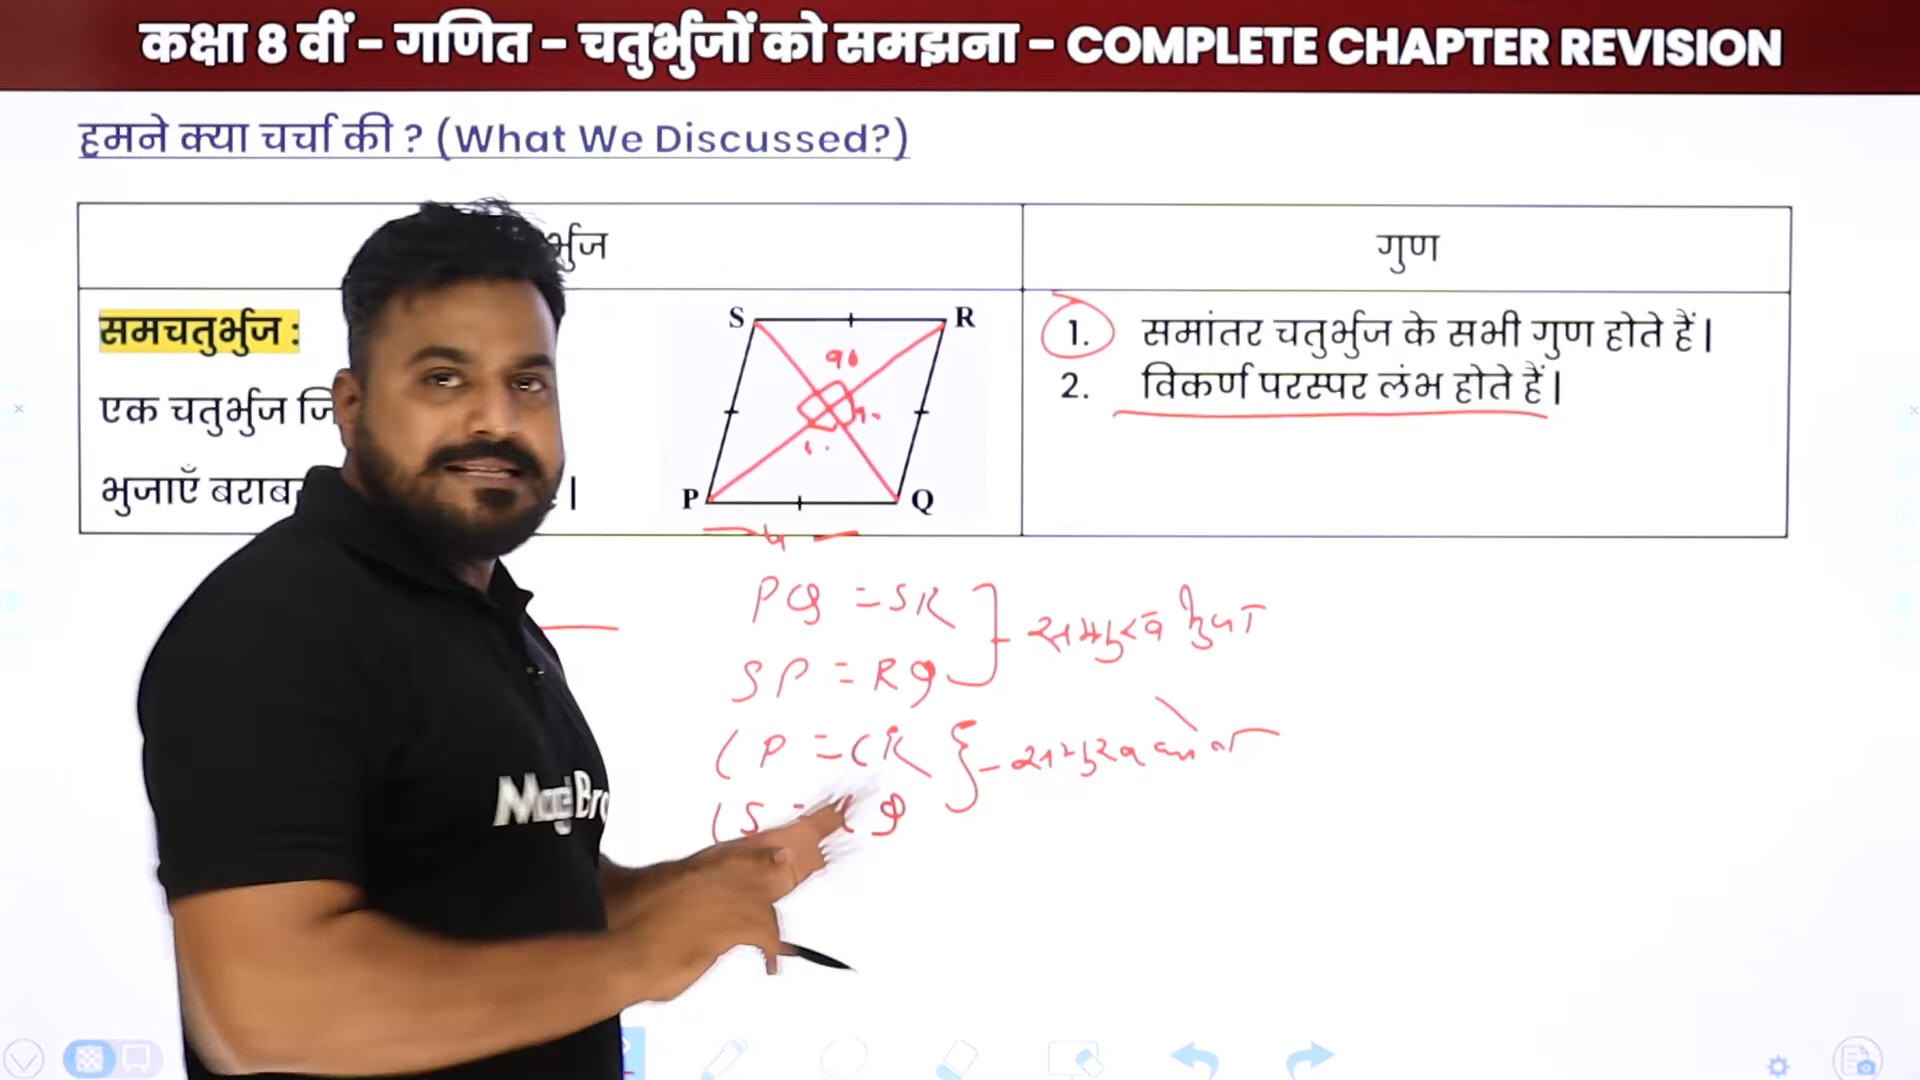 कक्षा 8 वीं – गणित – चतुर्भुजों को समझना – COMPLETE CHAPTER REVISION
हमने क्या चर्चा की ? (What We Discussed?)
र्भुज
गुण
समचतुर्भुज :
एक चतुर्भुज जि
भुजाएँ बराब
।
S
R
90
P
Q
1. समांतर चतुर्भुज के सभी गुण होते हैं।
2. विकर्ण परस्पर लंभ होते हैं।
PQ = SR
SP = RQ
P = R
S = Q